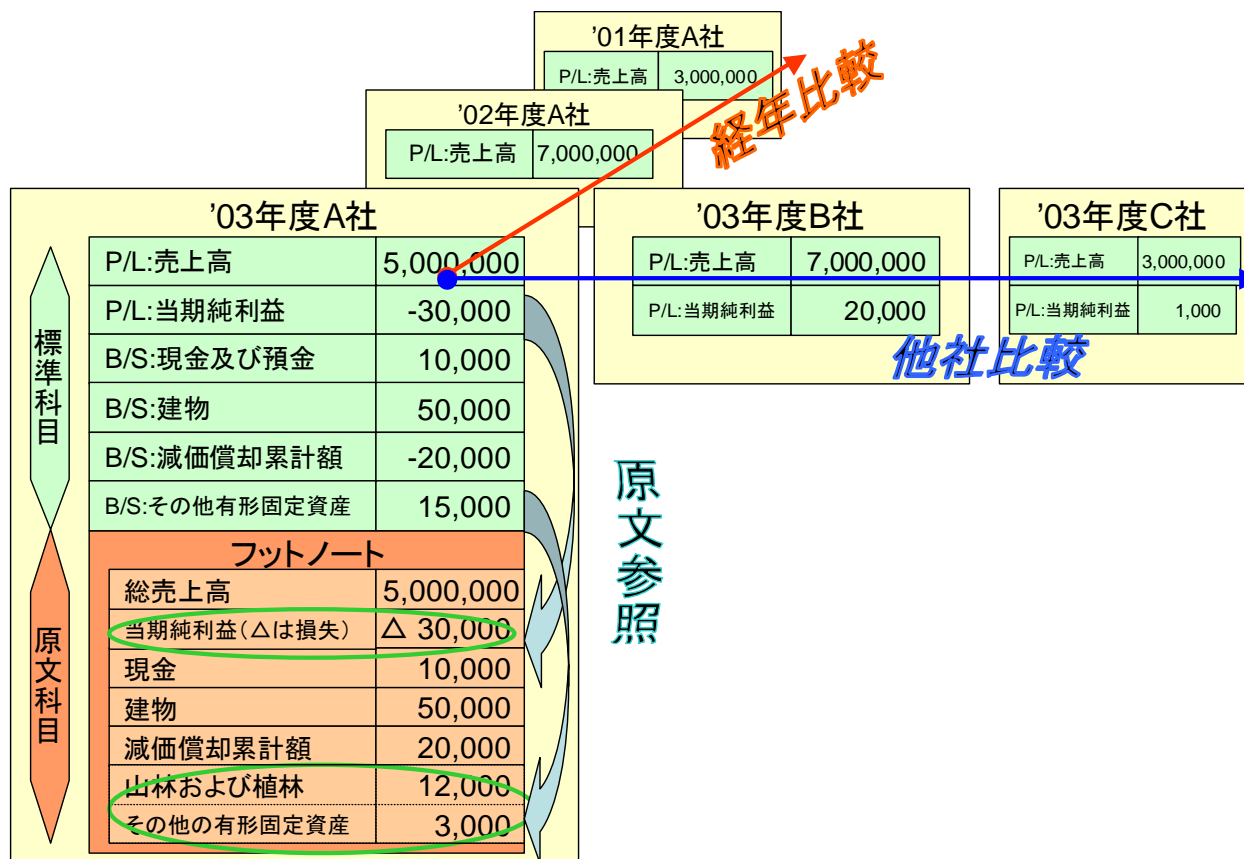 '01年度A社
P/L:売上高 3,000,000
経年比較
'02年度A社
P/L:売上高 7,000,000
'03年度A社
標準科目
P/L:売上高 5,000,000
P/L:当期純利益 -30,000
B/S:現金及び預金 10,000
B/S:建物 50,000
B/S:減価償却累計額 -20,000
B/S:その他有形固定資産 15,000
原文科目
フットノート
総売上高 5,000,000
当期純利益(△は損失) △ 30,000
現金 10,000
建物 50,000
減価償却累計額 20,000
山林および植林 12,000
その他の有形固定資産 3,000
原文参照
'03年度B社
P/L:売上高 7,000,000
P/L:当期純利益 20,000
'03年度C社
P/L:売上高 3,000,000
P/L:当期純利益 1,000
他社比較